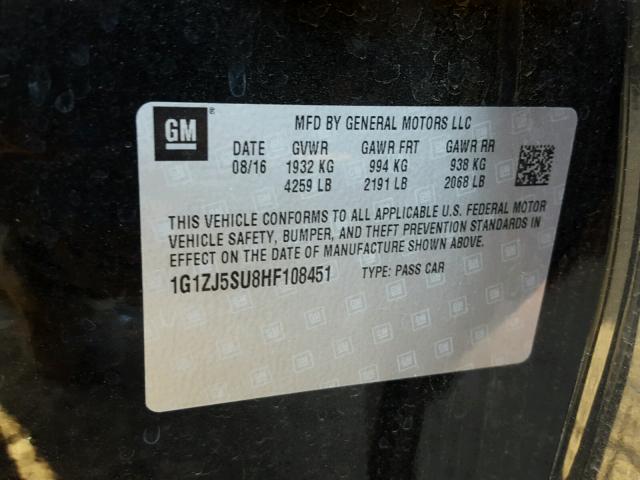 GM ® MFD BY GENERAL MOTORS LLC
DATE GVWR GAWR FRT GAWR RR
08/16 1932 KG 994 KG 938 KG
4259 LB 2191 LB 2068 LB
THIS VEHICLE CONFORMS TO ALL APPLICABLE U.S. FEDERAL MOTOR
VEHICLE SAFETY, BUMPER, AND THEFT PREVENTION STANDARDS IN
EFFECT ON THE DATE OF MANUFACTURE SHOWN ABOVE.
1G1ZJ5SU8HF108451 TYPE: PASS CAR